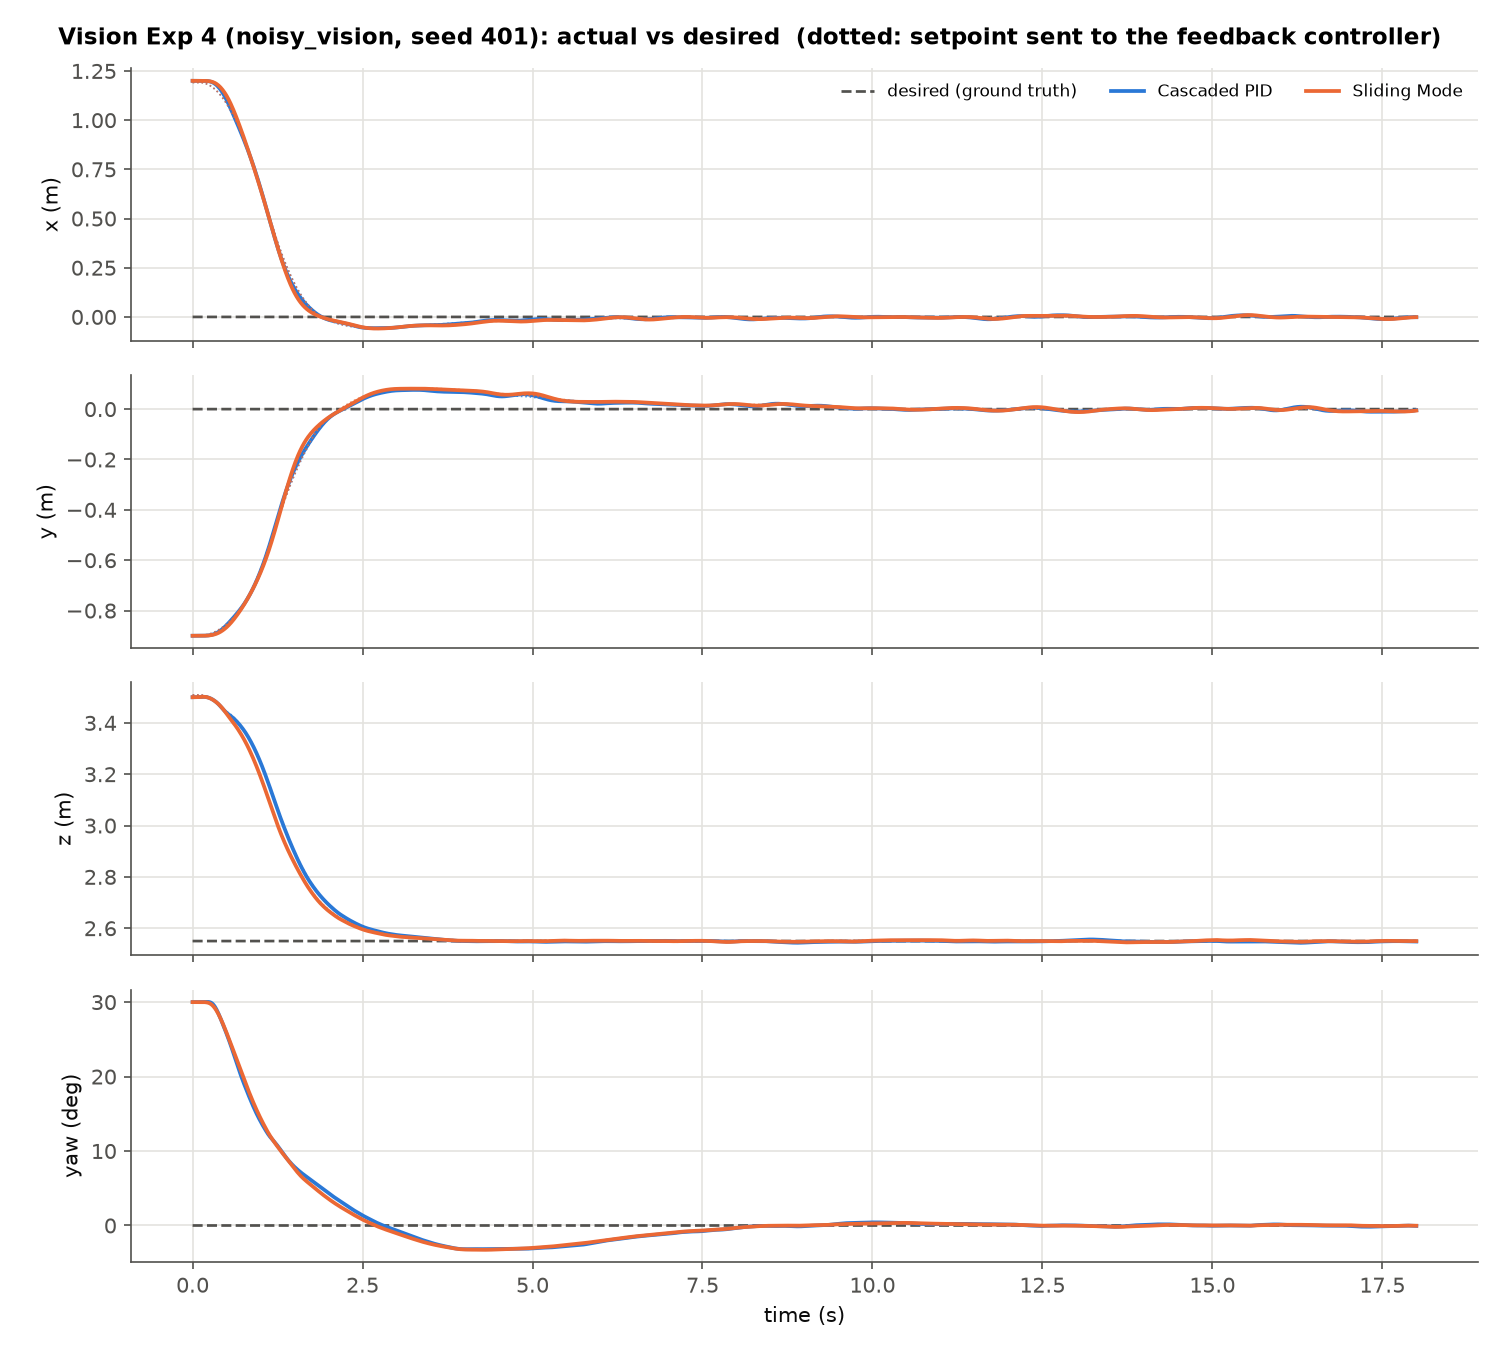 Vision Exp 4 (noisy_vision, seed 401): actual vs desired  (dotted: setpoint sent to the feedback controller)
desired (ground truth) Cascaded PID Sliding Mode
x (m)
1.25
1.00
0.75
0.50
0.25
0.00
y (m)
0.0
−0.2
−0.4
−0.6
−0.8
z (m)
3.4
3.2
3.0
2.8
2.6
yaw (deg)
30
20
10
0
0.0 2.5 5.0 7.5 10.0 12.5 15.0 17.5
time (s)